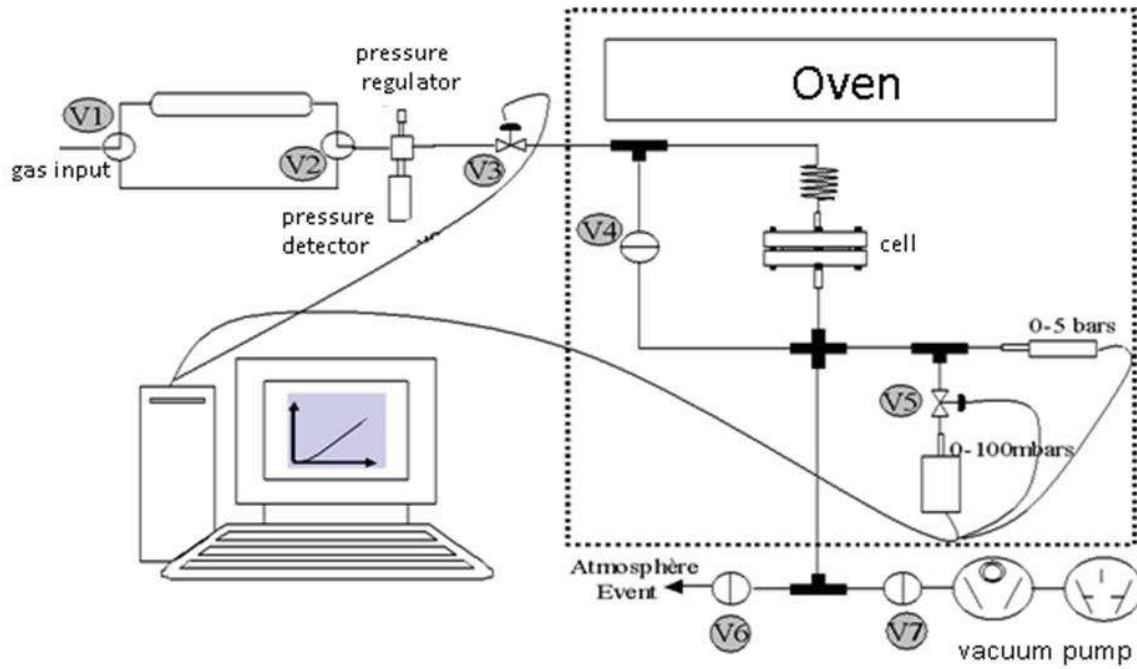 Oven
pressure
regulator
V1
gas input
V2
V3
pressure
detector
V4
cell
0-5 bars
V5
0-100mbars
Atmosphère
Event
V6
V7
vacuum pump